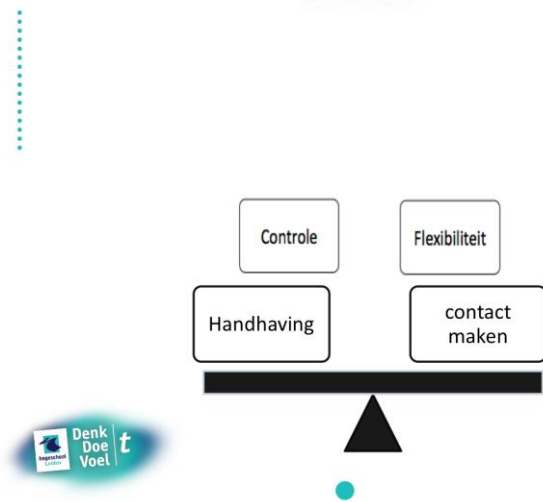 Controle
Flexibiliteit
Handhaving
contact
maken
Denk
Doe
Voel
t
hogeschool
Leiden